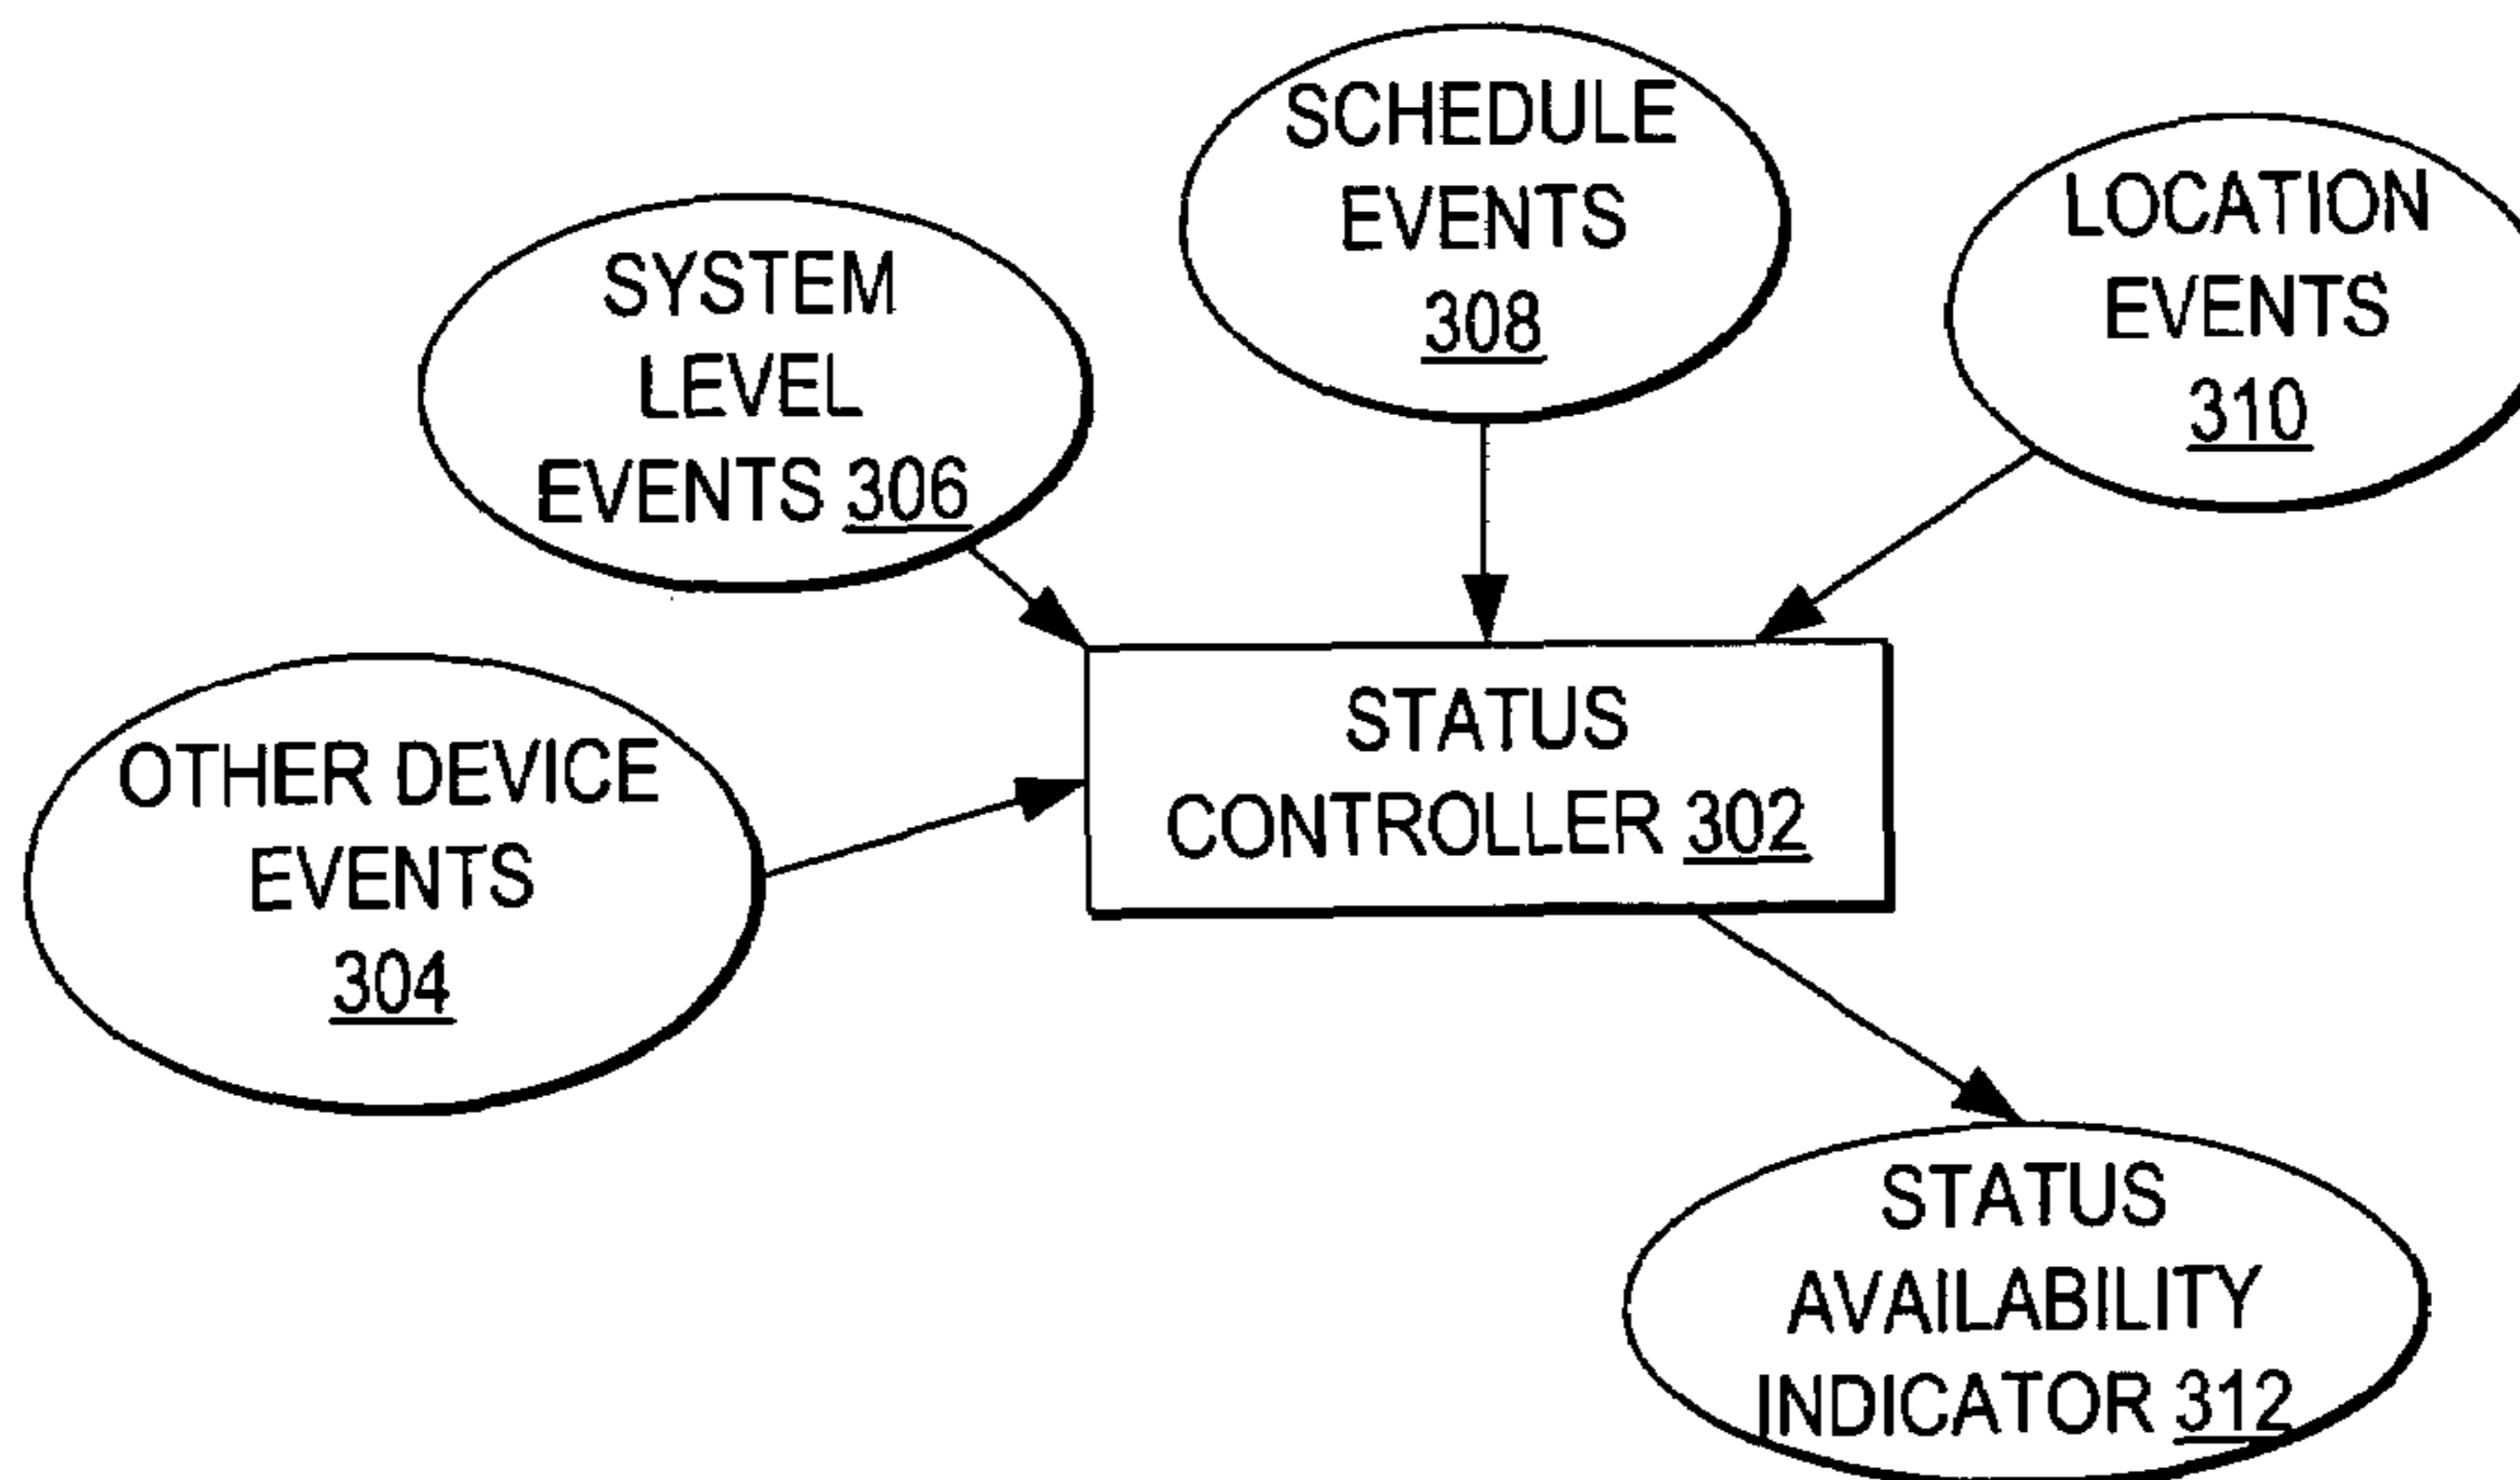 SCHEDULE
EVENTS
308
LOCATION
EVENTS
310
SYSTEM
LEVEL
EVENTS 306
STATUS
CONTROLLER 302
OTHER DEVICE
EVENTS
304
STATUS
AVAILABILITY
INDICATOR 312